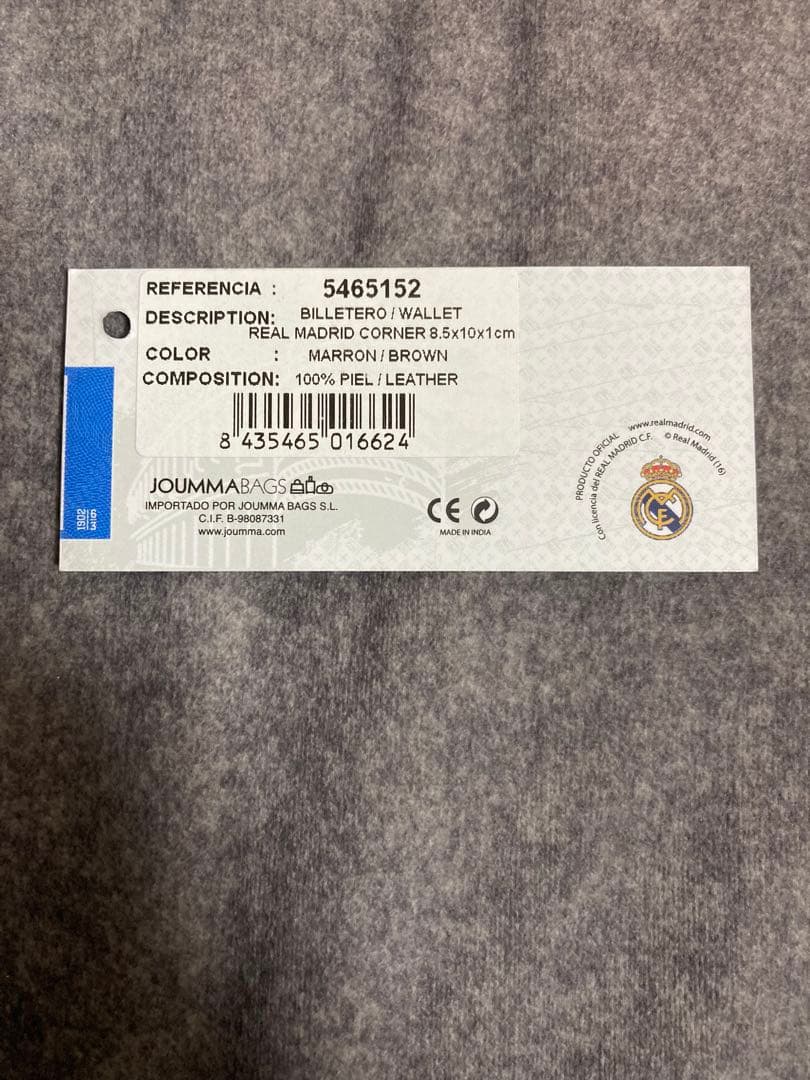 REFERENCIA : 5465152
DESCRIPTION: BILLETERO / WALLET
REAL MADRID CORNER 8.5x10x1cm
COLOR : MARRON / BROWN
COMPOSITION: 100% PIEL / LEATHER
8 435465 016624
JOUMMABAGS
IMPORTADO POR JOUMMA BAGS S.L.
C.I.F. B-98087331
www.joumma.com
CE
MADE IN INDIA
PRODUCTO OFICIAL www.realmadrid.com
Con licencia del REAL MADRID C.F. © Real Madrid (16)
1902